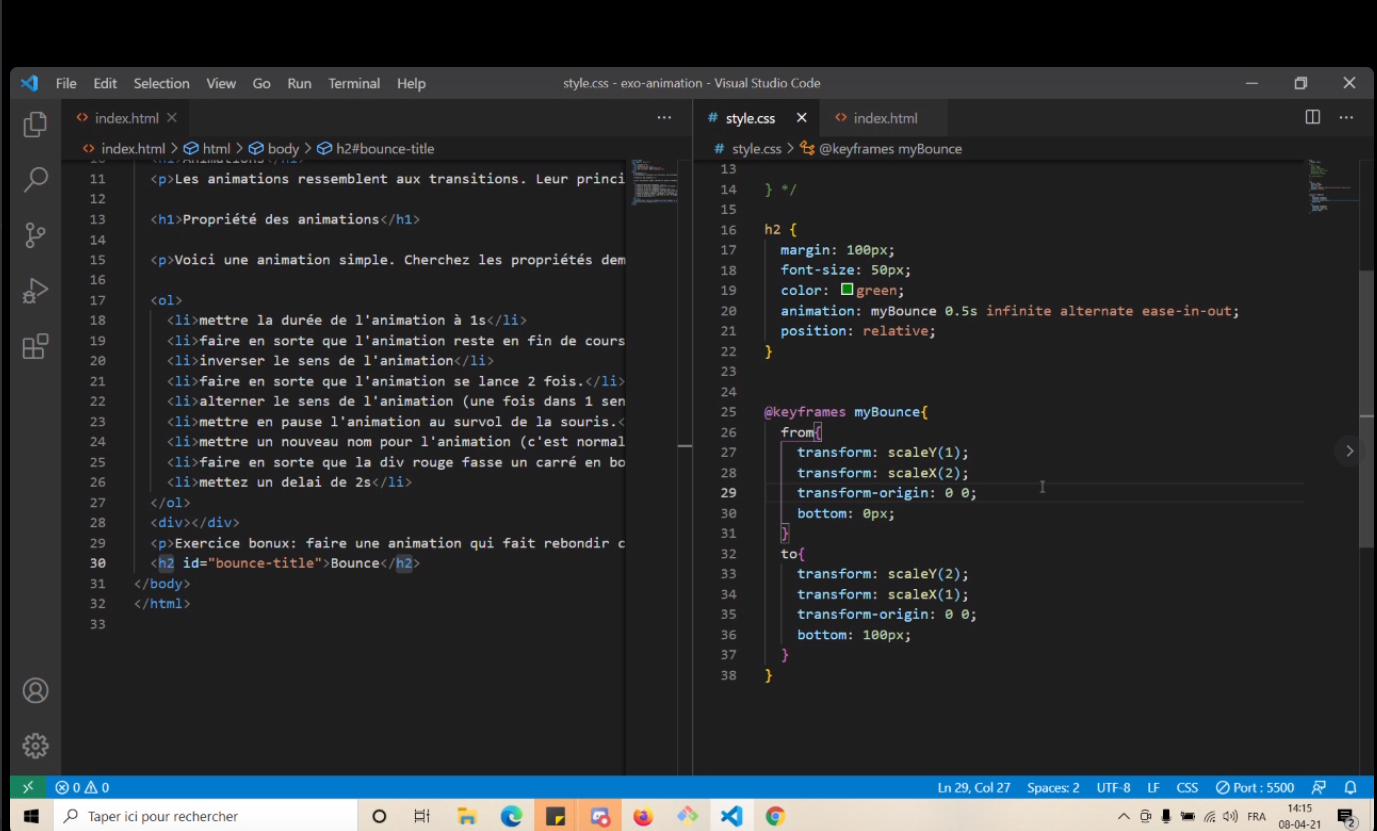 File Edit Selection View Go Run Terminal Help style.css - exo-animation - Visual Studio Code
index.html
index.html > html > body > h2#bounce-title
11 <p>Les animations ressemblent aux transitions. Leur princi
12
13 <h1>Propriété des animations</h1>
14
15 <p>Voici une animation simple. Cherchez les propriétés dem
16
17 <ol>
18 <li>mettre la durée de l'animation à 1s</li>
19 <li>faire en sorte que l'animation reste en fin de cours
20 <li>inverser le sens de l'animation</li>
21 <li>faire en sorte que l'animation se lance 2 fois.</li>
22 <li>alterner le sens de l'animation (une fois dans 1 sen
23 <li>mettre en pause l'animation au survol de la souris.<
24 <li>mettre un nouveau nom pour l'animation (c'est normal
25 <li>faire en sorte que la div rouge fasse un carré en bo
26 <li>mettez un delai de 2s</li>
27 </ol>
28 <div></div>
29 <p>Exercice bonux: faire une animation qui fait rebondir c
30 <h2 id="bounce-title">Bounce</h2>
31 </body>
32 </html>
33
# style.css index.html
# style.css > @keyframes myBounce
13
14 } */
15
16 h2 {
17 margin: 100px;
18 font-size: 50px;
19 color: green;
20 animation: myBounce 0.5s infinite alternate ease-in-out;
21 position: relative;
22 }
23
24
25 @keyframes myBounce{
26 from{
27 transform: scaleY(1);
28 transform: scaleX(2);
29 transform-origin: 0 0;
30 bottom: 0px;
31 }
32 to{
33 transform: scaleY(2);
34 transform: scaleX(1);
35 transform-origin: 0 0;
36 bottom: 100px;
37 }
38 }
0 0 Ln 29, Col 27 Spaces: 2 UTF-8 LF CSS Port : 5500
Taper ici pour rechercher
FRA
14:15
08-04-21
2